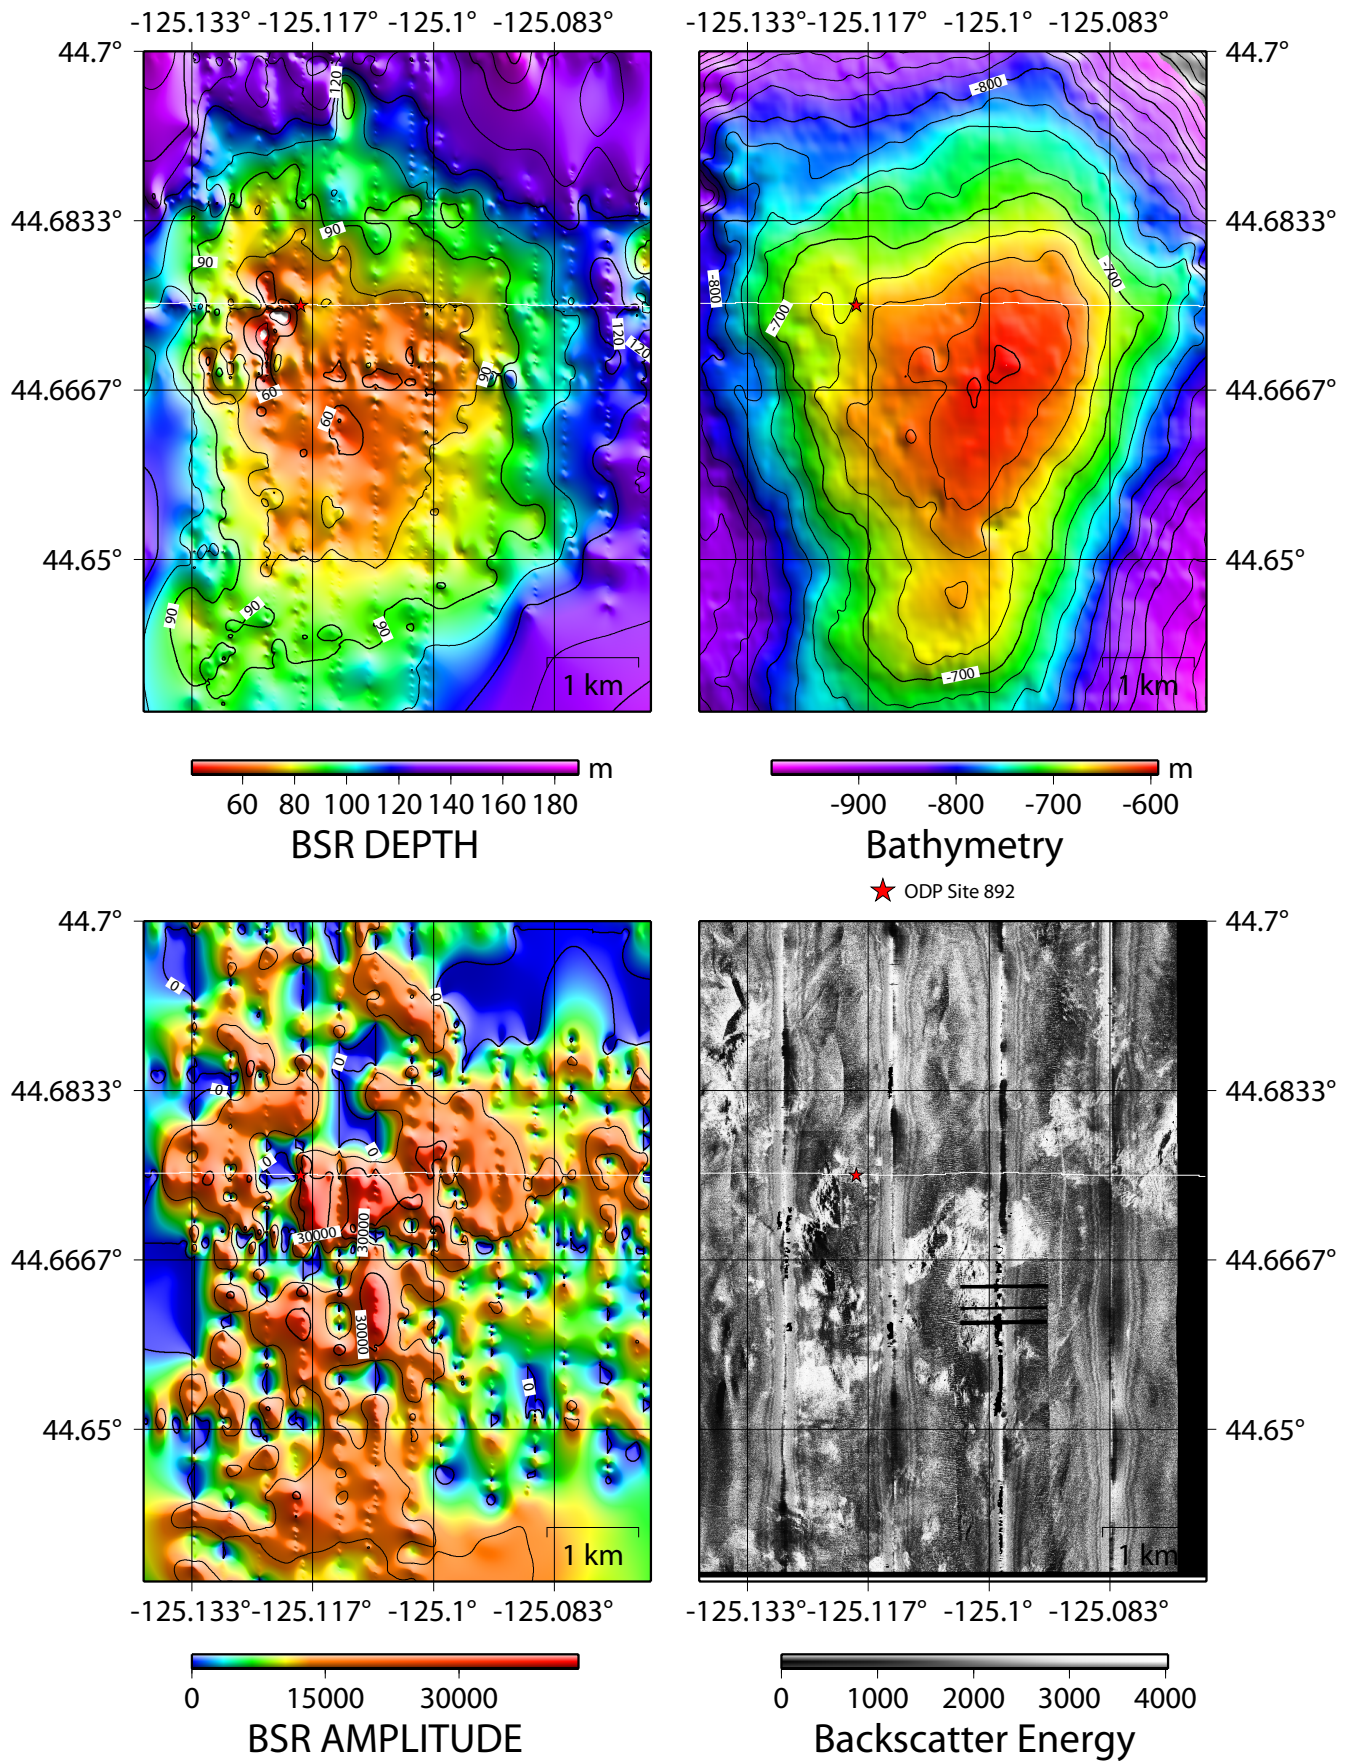 -125.133° -125.117° -125.1° -125.083°
-125.133° -125.117° -125.1° -125.083°
44.7°
44.7°
120
-800
44.6833°
44.6833°
90
90
-800
-700
-700
120
120
90
44.6667°
44.6667°
60
60
44.65°
44.65°
90
90
90
-700
1 km
1 km
m
m
60 80 100 120 140 160 180
-900 -800 -700 -600
BSR DEPTH
Bathymetry
ODP Site 892
44.7°
44.7°
0
0
0
0
44.6833°
44.6833°
0
0
30000
30000
44.6667°
44.6667°
30000
0
44.65°
44.65°
1 km
1 km
-125.133° -125.117° -125.1° -125.083°
-125.133° -125.117° -125.1° -125.083°
0 15000 30000
0 1000 2000 3000 4000
BSR AMPLITUDE
Backscatter Energy